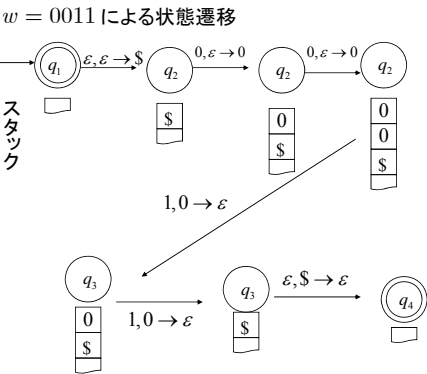 w = 0011 による状態遷移
q₁ ε, ε → $ q₂ 0, ε → 0 q₂ 0, ε → 0 q₂
スタック
$
0
$
0
0
$
1, 0 → ε
q₃ 1, 0 → ε q₃ ε, $ → ε q₄
0
$
$